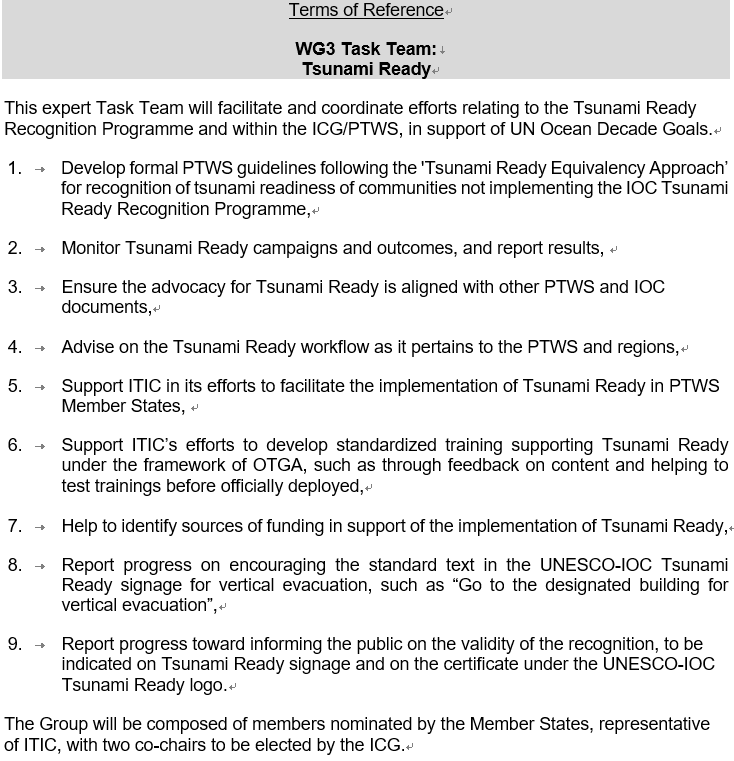 Terms of Reference
WG3 Task Team:
Tsunami Ready
This expert Task Team will facilitate and coordinate efforts relating to the Tsunami Ready
Recognition Programme and within the ICG/PTWS, in support of UN Ocean Decade Goals.
1. Develop formal PTWS guidelines following the 'Tsunami Ready Equivalency Approach’
for recognition of tsunami readiness of communities not implementing the IOC Tsunami
Ready Recognition Programme,
2. Monitor Tsunami Ready campaigns and outcomes, and report results,
3. Ensure the advocacy for Tsunami Ready is aligned with other PTWS and IOC
documents,
4. Advise on the Tsunami Ready workflow as it pertains to the PTWS and regions,
5. Support ITIC in its efforts to facilitate the implementation of Tsunami Ready in PTWS
Member States,
6. Support ITIC’s efforts to develop standardized training supporting Tsunami Ready
under the framework of OTGA, such as through feedback on content and helping to
test trainings before officially deployed,
7. Help to identify sources of funding in support of the implementation of Tsunami Ready,
8. Report progress on encouraging the standard text in the UNESCO-IOC Tsunami
Ready signage for vertical evacuation, such as “Go to the designated building for
vertical evacuation”,
9. Report progress toward informing the public on the validity of the recognition, to be
indicated on Tsunami Ready signage and on the certificate under the UNESCO-IOC
Tsunami Ready logo.
The Group will be composed of members nominated by the Member States, representative
of ITIC, with two co-chairs to be elected by the ICG.